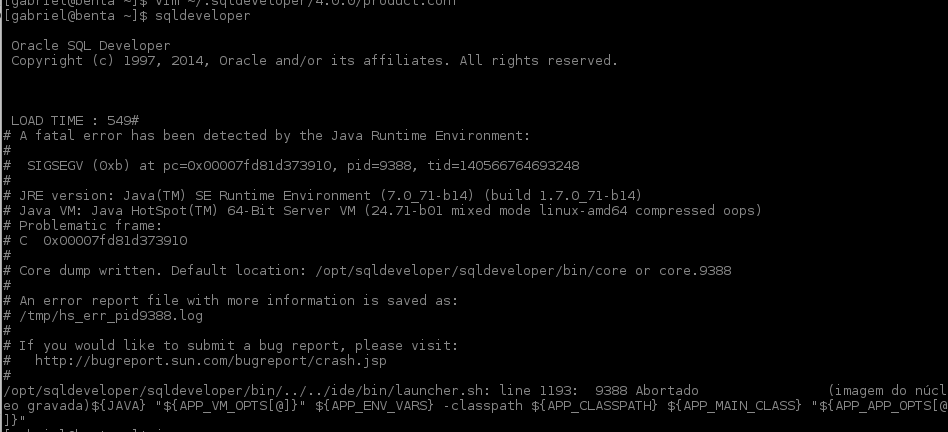 [gabriel@benta ~]$ vim ~/.sqldeveloper/4.0.0/product.conf
[gabriel@benta ~]$ sqldeveloper
Oracle SQL Developer
Copyright (c) 1997, 2014, Oracle and/or its affiliates. All rights reserved.
LOAD TIME : 549#
# A fatal error has been detected by the Java Runtime Environment:
#
#  SIGSEGV (0xb) at pc=0x00007fd81d373910, pid=9388, tid=140566764693248
#
# JRE version: Java(TM) SE Runtime Environment (7.0_71-b14) (build 1.7.0_71-b14)
# Java VM: Java HotSpot(TM) 64-Bit Server VM (24.71-b01 mixed mode linux-amd64 compressed oops)
# Problematic frame:
# C  0x00007fd81d373910
#
# Core dump written. Default location: /opt/sqldeveloper/sqldeveloper/bin/core or core.9388
#
# An error report file with more information is saved as:
# /tmp/hs_err_pid9388.log
#
# If you would like to submit a bug report, please visit:
#   http://bugreport.sun.com/bugreport/crash.jsp
#
/opt/sqldeveloper/sqldeveloper/bin/../../ide/bin/launcher.sh: line 1193:  9388 Abortado                (imagem do núcl
eo gravada)${JAVA} "${APP_VM_OPTS[@]}" ${APP_ENV_VARS} -classpath ${APP_CLASSPATH} ${APP_MAIN_CLASS} "${APP_APP_OPTS[@
]}"